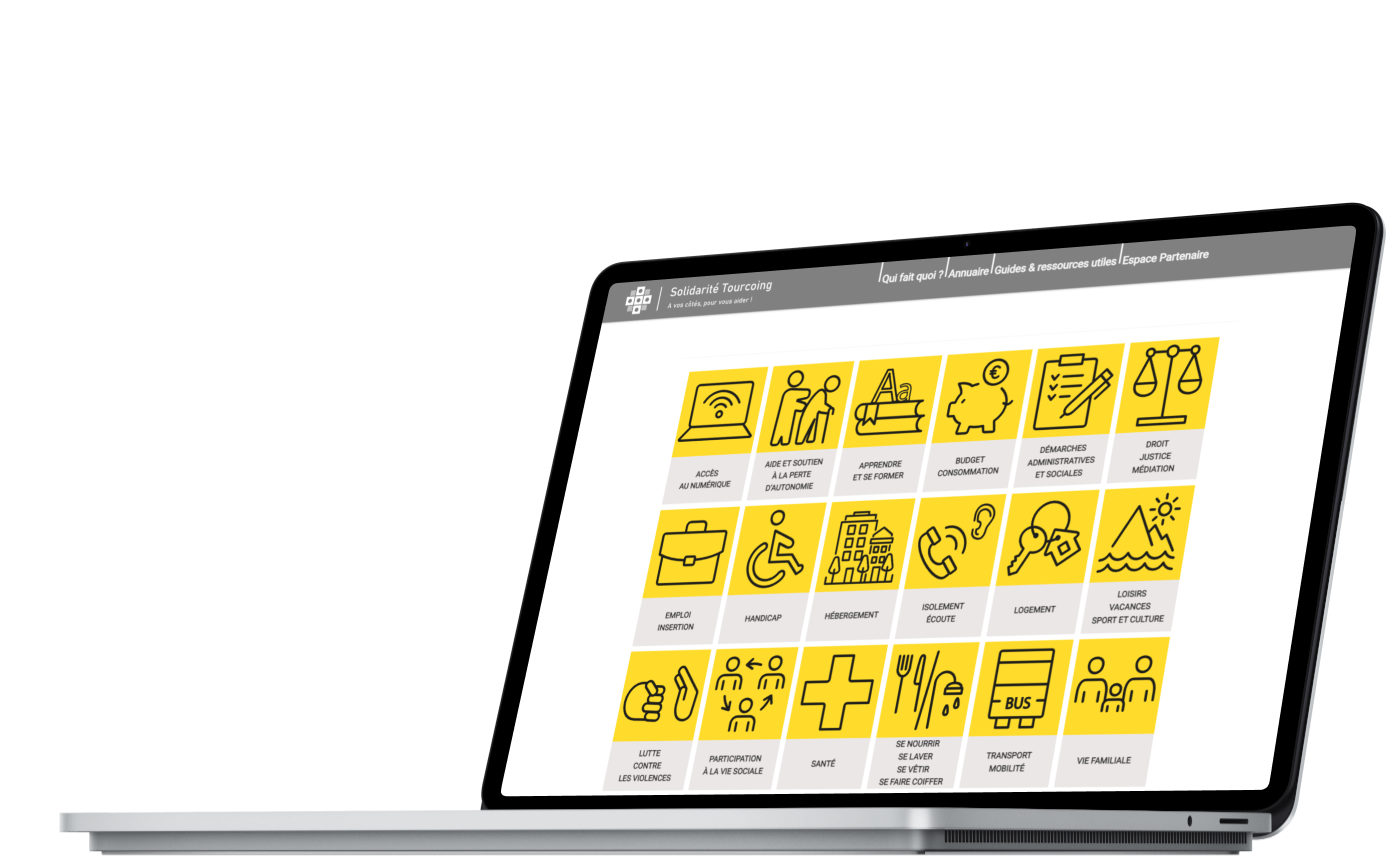 Solidarité Tourcoing
A vos côtés, pour vous aider !
Qui fait quoi ? Annuaire Guides & ressources utiles Espace Partenaire
€
Aa
ACCÈS
AU NUMÉRIQUE
AIDE ET SOUTIEN
À LA PERTE
D'AUTONOMIE
APPRENDRE
ET SE FORMER
BUDGET
CONSOMMATION
DÉMARCHES
ADMINISTRATIVES
ET SOCIALES
DROIT
JUSTICE
MÉDIATION
EMPLOI
INSERTION
HANDICAP
HÉBERGEMENT
ISOLEMENT
ÉCOUTE
LOGEMENT
LOISIRS
VACANCES
SPORT ET CULTURE
BUS
LUTTE
CONTRE
LES VIOLENCES
PARTICIPATION
À LA VIE SOCIALE
SANTÉ
SE NOURRIR
SE LAVER
SE VÊTIR
SE FAIRE COIFFER
TRANSPORT
MOBILITÉ
VIE FAMILIALE